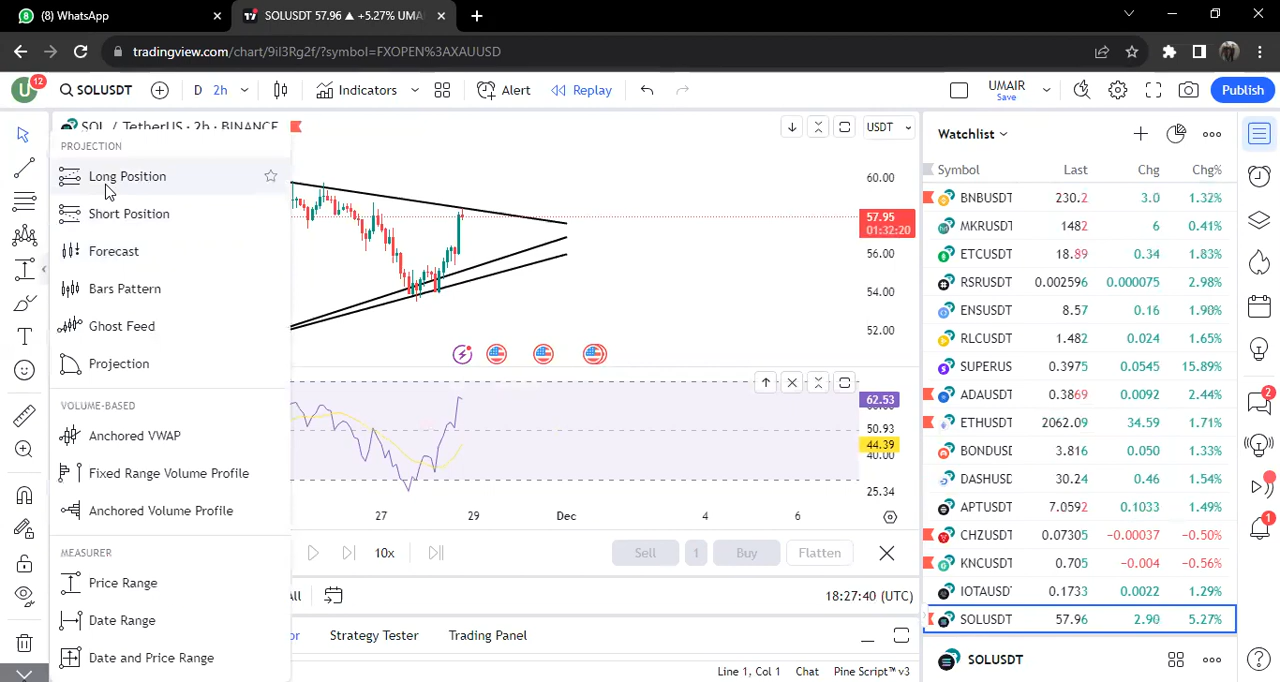 (8) WhatsApp
SOLUSDT 57.96 ▲ +5.27% UMAI
tradingview.com/chart/9il3Rg2f/?symbol=FXOPEN%3AXAUUSD
U 12
SOLUSDT
D 2h
Indicators
Alert
Replay
UMAIR
Save
Publish
SOL / TetherUS · 2h · BINANCE
USDT
PROJECTION
Long Position
Short Position
Forecast
Bars Pattern
Ghost Feed
Projection
VOLUME-BASED
Anchored VWAP
Fixed Range Volume Profile
Anchored Volume Profile
MEASURER
Price Range
Date Range
Date and Price Range
60.00
57.95
01:32:20
56.00
54.00
52.00
62.53
50.93
44.39
40.00
25.34
27 29 Dec 4 6
10x
Sell 1 Buy Flatten
All
18:27:40 (UTC)
or Strategy Tester Trading Panel
Line 1, Col 1 Chat Pine Script™ v3
Watchlist
Symbol Last Chg Chg%
BNBUSDT 230.2 3.0 1.32%
MKRUSDT 1482 6 0.41%
ETCUSDT 18.89 0.34 1.83%
RSRUSDT 0.002596 0.000075 2.98%
ENSUSDT 8.57 0.16 1.90%
RLCUSDT 1.482 0.024 1.65%
SUPERUS 0.3975 0.0545 15.89%
ADAUSDT 0.3869 0.0092 2.44%
ETHUSDT 2062.09 34.59 1.71%
BONDUSD 3.816 0.050 1.33%
DASHUSD 30.24 0.46 1.54%
APTUSDT 7.0592 0.1033 1.49%
CHZUSDT 0.07305 −0.00037 −0.50%
KNCUSDT 0.705 −0.004 −0.56%
IOTAUSDT 0.1733 0.0022 1.29%
SOLUSDT 57.96 2.90 5.27%
SOLUSDT
2
1